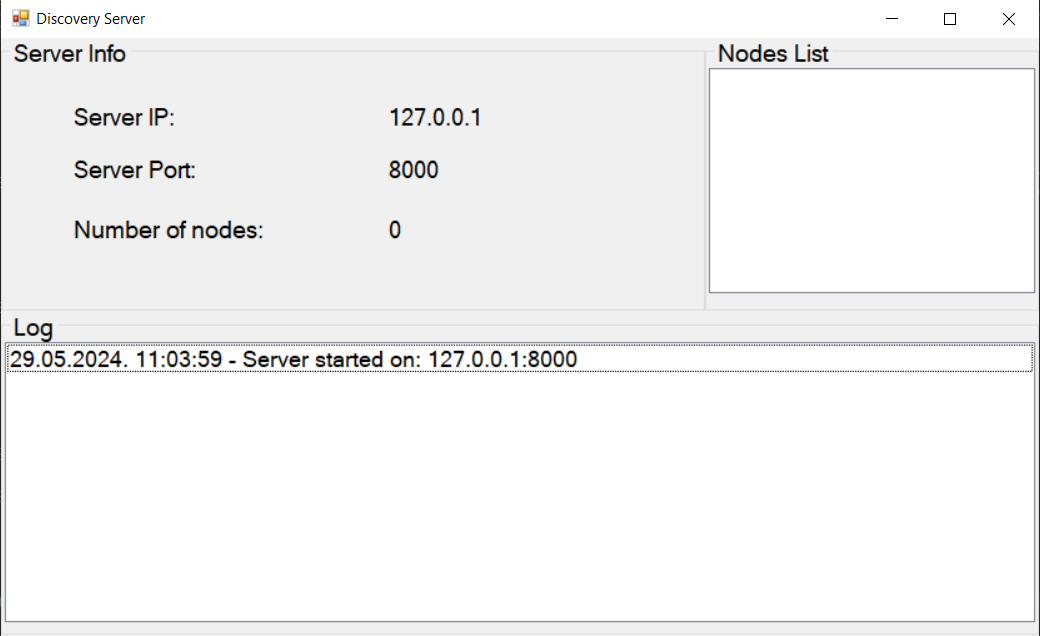 Discovery Server
Server Info
Server IP: 127.0.0.1
Server Port: 8000
Number of nodes: 0
Nodes List
Log
29.05.2024. 11:03:59 - Server started on: 127.0.0.1:8000